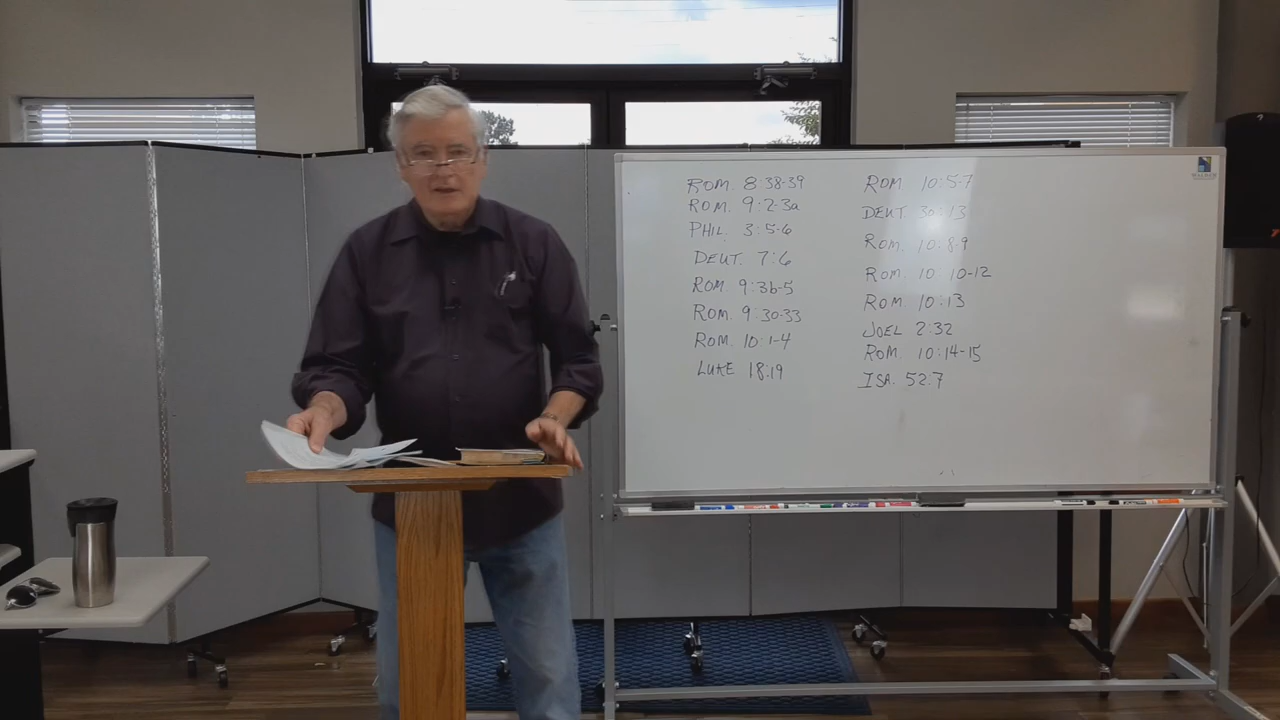 ROM. 8:38-39
ROM. 9:2-3a
PHIL. 3:5-6
DEUT. 7:6
ROM. 9:3b-5
ROM. 9:30-33
ROM. 10:1-4
LUKE 18:19
ROM. 10:5-7
DEUT. 30:13
ROM. 10:8-9
ROM. 10:10-12
ROM. 10:13
JOEL 2:32
ROM. 10:14-15
ISA. 52:7